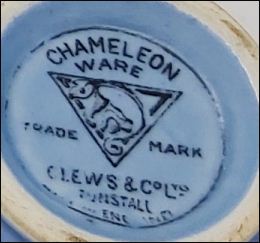 CHAMELEON
WARE
TRADE MARK
CLEWS & CO LTD
TUNSTALL